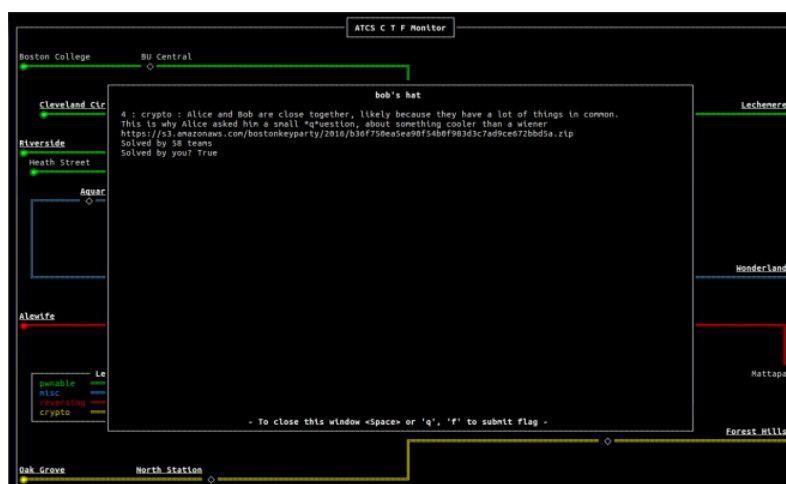 ATCS C T F Monitor
Boston College BU Central
bob's hat
Cleveland Cir
Lechemere
4 : crypto : Alice and Bob are close together, likely because they have a lot of things in common.
This is why Alice asked him a small *q*uestion, about something cooler than a wiener
https://s3.amazonaws.com/bostonkeyparty/2016/b36f750ea5ea90f54b0f983d3c7ad9ce672bbd5a.zip
Solved by 58 teams
Riverside
Solved by you? True
Heath Street
Aquar
Wonderland
Alewife
Le
Mattapa
pwnable
misc
reversing
crypto
- To close this window <Space> or 'q', 'f' to submit flag -
Forest Hills
Oak Grove North Station